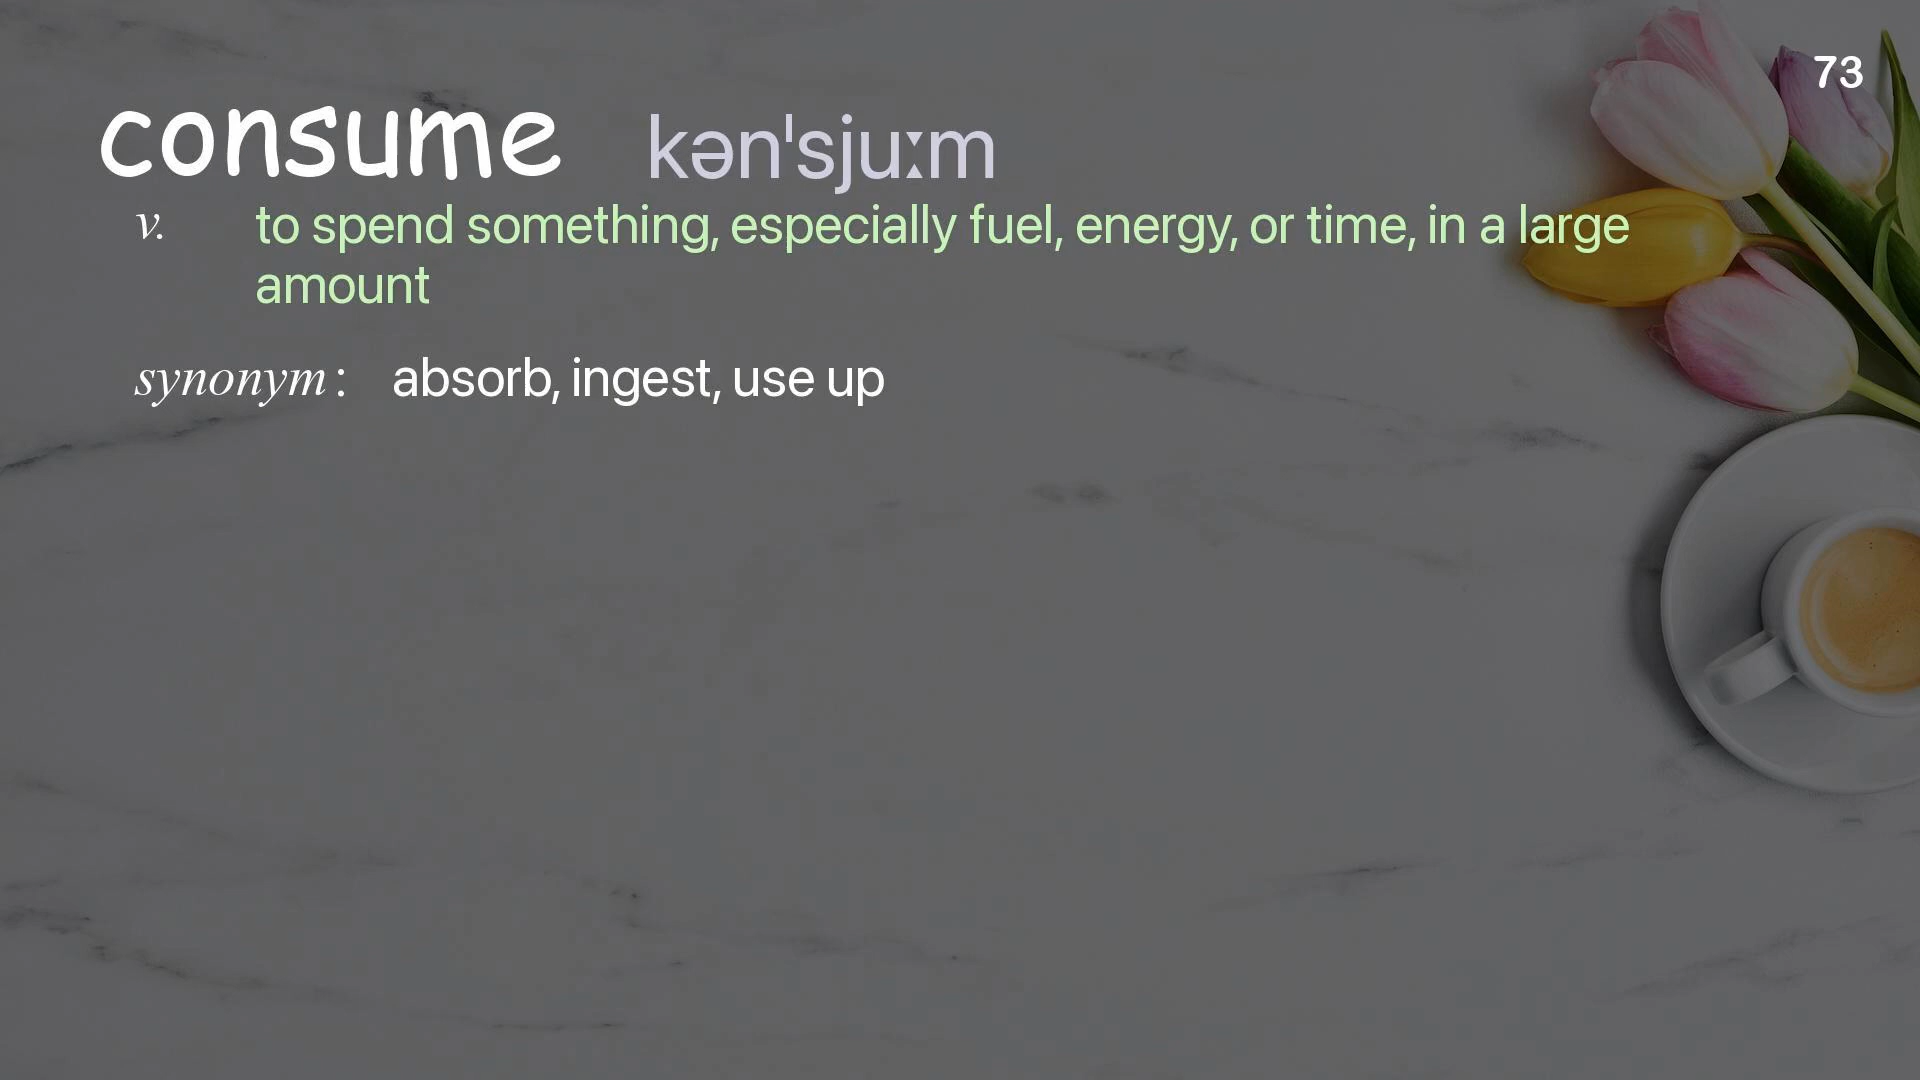 73
consume kən'sjuːm
v. to spend something, especially fuel, energy, or time, in a large
amount
synonym : absorb, ingest, use up